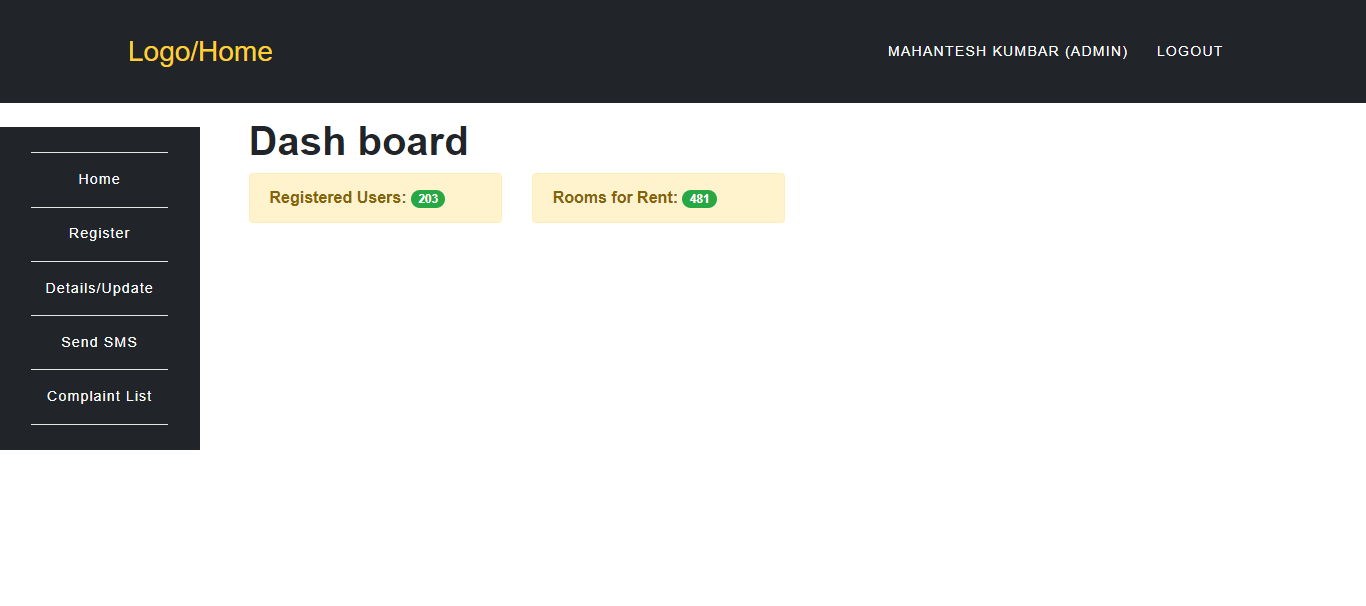 Logo/Home
MAHANTESH KUMBAR (ADMIN) LOGOUT
Dash board
Home
Register
Details/Update
Send SMS
Complaint List
Registered Users: 203
Rooms for Rent: 481